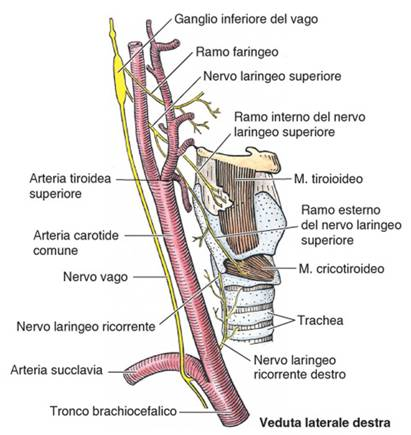 Ganglio inferiore del vago
Ramo faringeo
Nervo laringeo superiore
Ramo interno del nervo
laringeo superiore
Arteria tiroidea
superiore
M. tiroioideo
Ramo esterno
del nervo laringeo
superiore
Arteria carotide
comune
Nervo vago
M. cricotiroideo
Nervo laringeo ricorrente
Trachea
Arteria succlavia
Nervo laringeo
ricorrente destro
Tronco brachiocefalico
Veduta laterale destra